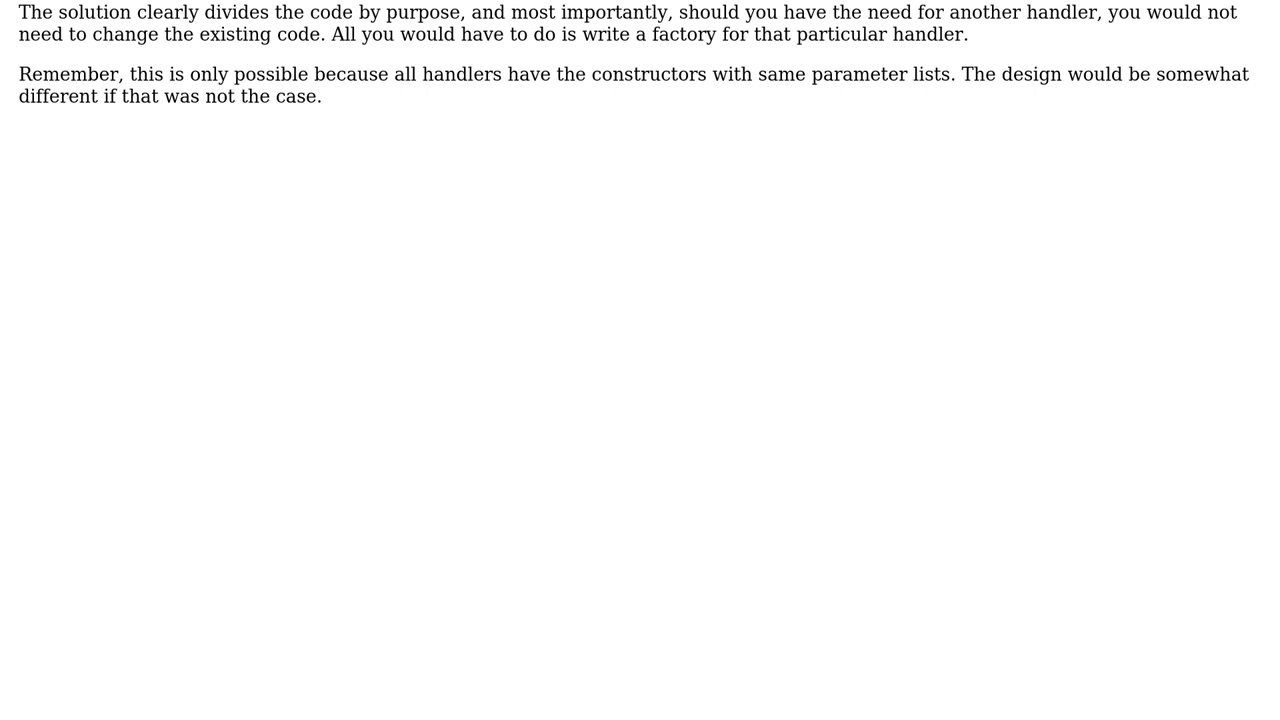 The solution clearly divides the code by purpose, and most importantly, should you have the need for another handler, you would not
need to change the existing code. All you would have to do is write a factory for that particular handler.
Remember, this is only possible because all handlers have the constructors with same parameter lists. The design would be somewhat
different if that was not the case.